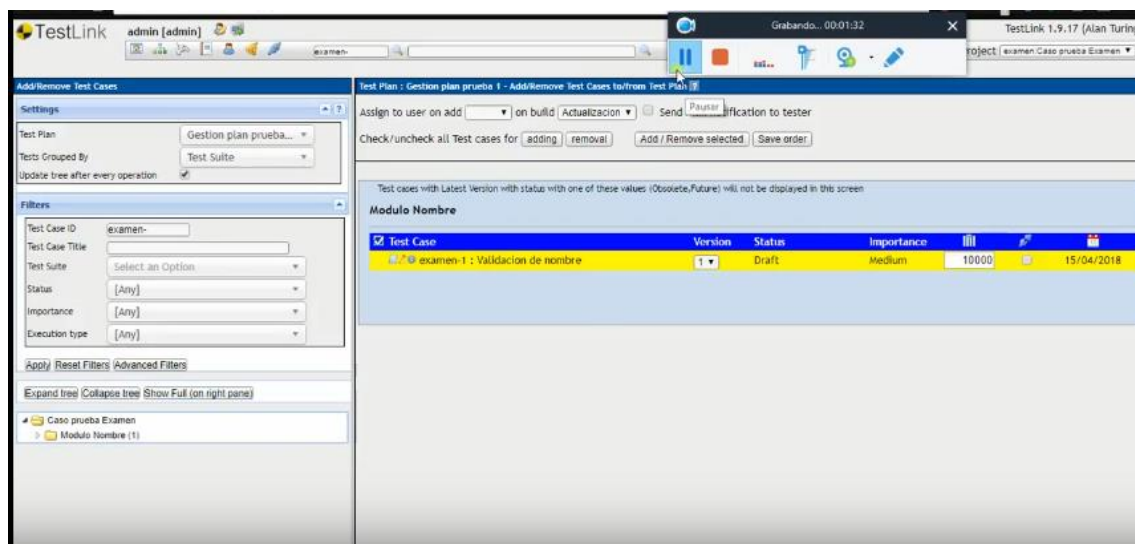 TestLink admin [admin] Grabando... 00:01:32 TestLink 1.9.17 (Alan Turing
examen- roject examen:Caso prueba Examen
Add/Remove Test Cases
Settings
Test Plan Gestion plan prueba...
Tests Grouped By Test Suite
Update tree after every operation
Filters
Test Case ID examen-
Test Case Title
Test Suite Select an Option
Status [Any]
Importance [Any]
Execution type [Any]
Apply Reset Filters Advanced Filters
Expand tree Collapse tree Show Full (on right pane)
Caso prueba Examen
Modulo Nombre (1)
Test Plan : Gestion plan prueba 1 - Add/Remove Test Cases to/from Test Plan ?
Assign to user on add on build Actualizacion Send ification to tester
Pausar
Check/uncheck all Test cases for adding removal Add / Remove selected Save order
Test cases with Latest Version with status with one of these values (Obsolete,Future) will not be displayed in this screen
Modulo Nombre
Test Case Version Status Importance
examen-1 : Validacion de nombre 1 Draft Medium 10000 15/04/2018